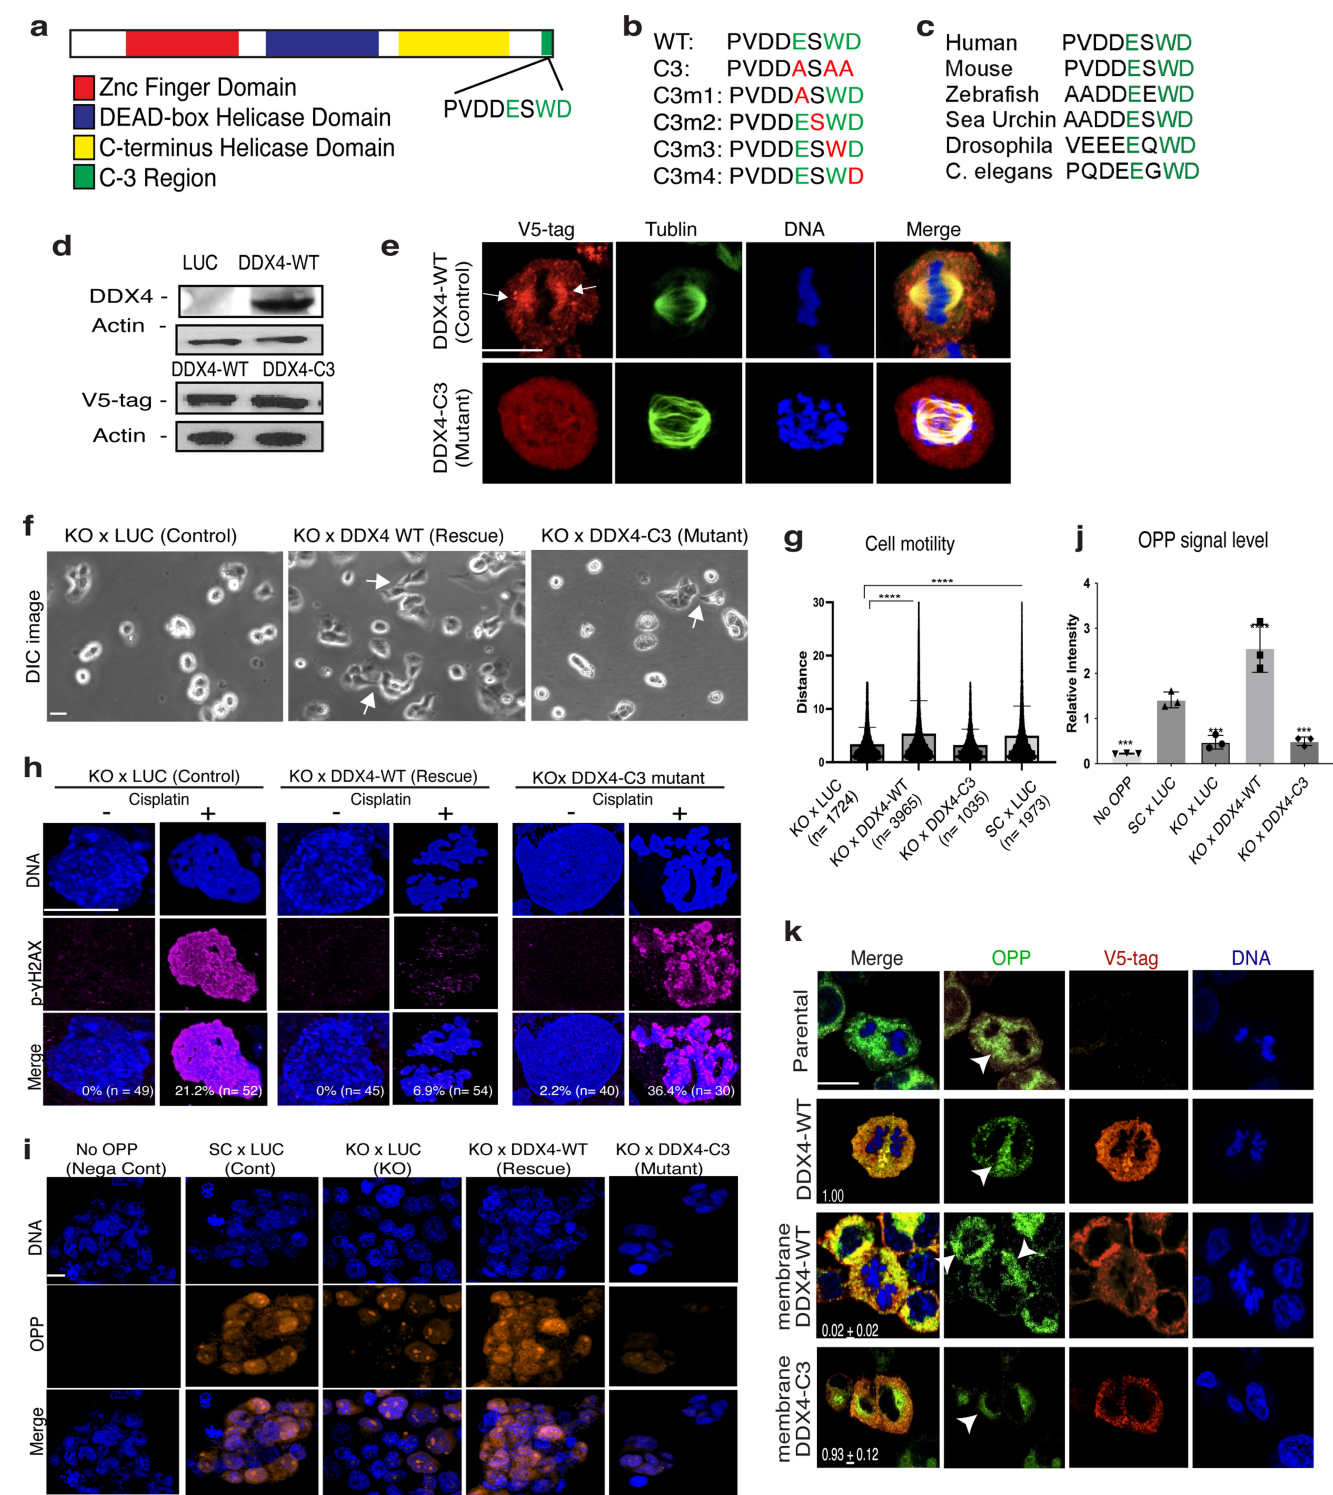 a
Znc Finger Domain
DEAD-box Helicase Domain
C-terminus Helicase Domain
C-3 Region
PVDDESWD
b
WT: PVDDESWD
C3: PVDDASAA
C3m1: PVDDASWD
C3m2: PVDDESWD
C3m3: PVDDESWD
C3m4: PVDDESWD
c
Human PVDDESWD
Mouse PVDDESWD
Zebrafish AADDEEWD
Sea Urchin AADDESWD
Drosophila VEEEEQWD
C. elegans PQDEEGWD
d
LUC DDX4-WT
DDX4 -
Actin -
DDX4-WT DDX4-C3
V5-tag -
Actin -
e
V5-tag Tublin DNA Merge
DDX4-WT
(Control)
DDX4-C3
(Mutant)
f
KO x LUC (Control) KO x DDX4 WT (Rescue) KO x DDX4-C3 (Mutant)
DIC image
g
Cell motility
****
****
Distance
30
20
10
0
KO x LUC
(n= 1724)
KO x DDX4-WT
(n= 3965)
KO x DDX4-C3
(n= 1035)
SC x LUC
(n= 1973)
j
OPP signal level
Relative Intensity
4
3
2
1
0
*** *** **** ***
No OPP
SC x LUC
KO x LUC
KO x DDX4-WT
KO x DDX4-C3
h
KO x LUC (Control) KO x DDX4-WT (Rescue) KOx DDX4-C3 mutant
Cisplatin Cisplatin Cisplatin
- + - + - +
DNA
p-γH2AX
Merge
0% (n = 49) 21.2% (n= 52) 0% (n= 45) 6.9% (n= 54) 2.2% (n= 40) 36.4% (n= 30)
i
No OPP
(Nega Cont)
SC x LUC
(Cont)
KO x LUC
(KO)
KO x DDX4-WT
(Rescue)
KO x DDX4-C3
(Mutant)
DNA
OPP
Merge
k
Merge OPP V5-tag DNA
Parental
DDX4-WT
1.00
membrane
DDX4-WT
0.02 ± 0.02
membrane
DDX4-C3
0.93 ± 0.12